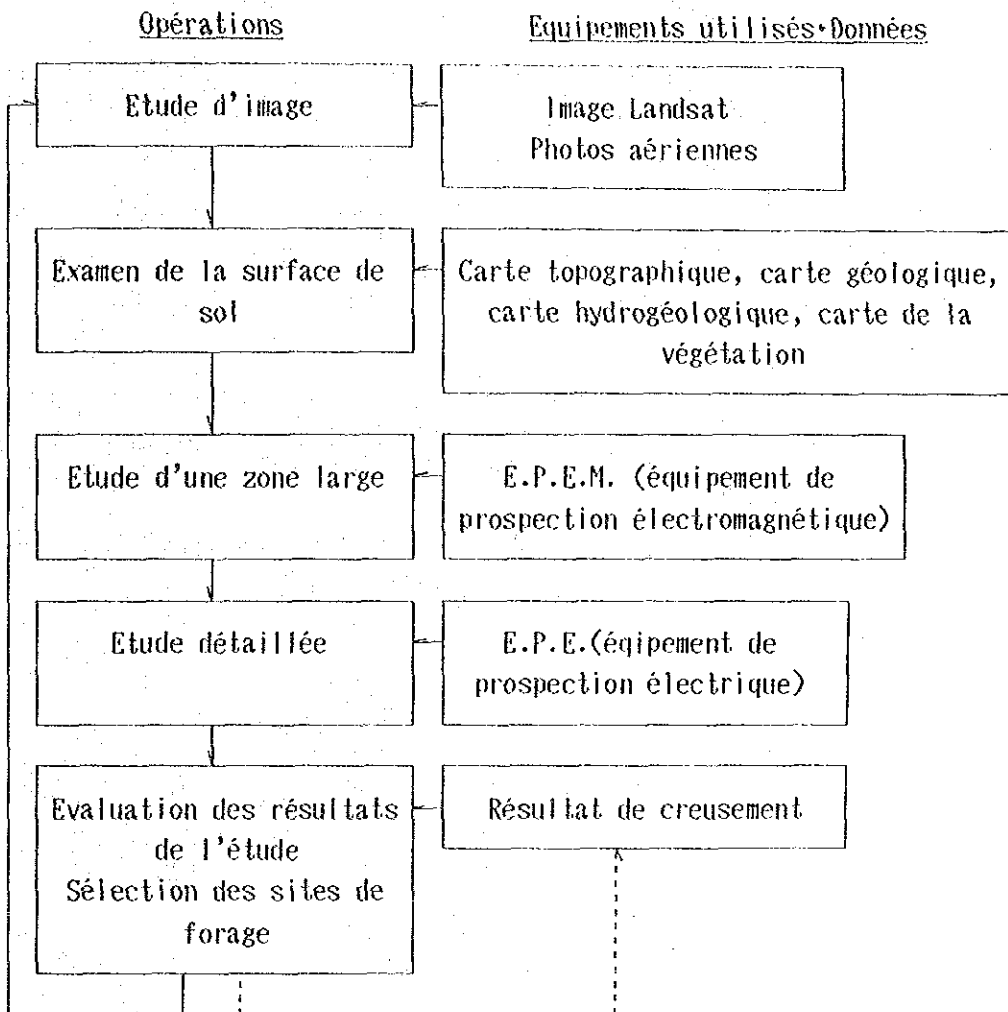 Opérations
Equipements utilisés•Données
Etude d'image
Image Landsat
Photos aériennes
Examen de la surface de
sol
Carte topographique, carte géologique,
carte hydrogéologique, carte de la
végétation
Etude d'une zone large
E.P.E.M. (équipement de
prospection électromagnétique)
Etude détaillée
E.P.E.(éqipement de
prospection électrique)
Evaluation des résultats
de l'étude
Sélection des sites de
forage
Résultat de creusement